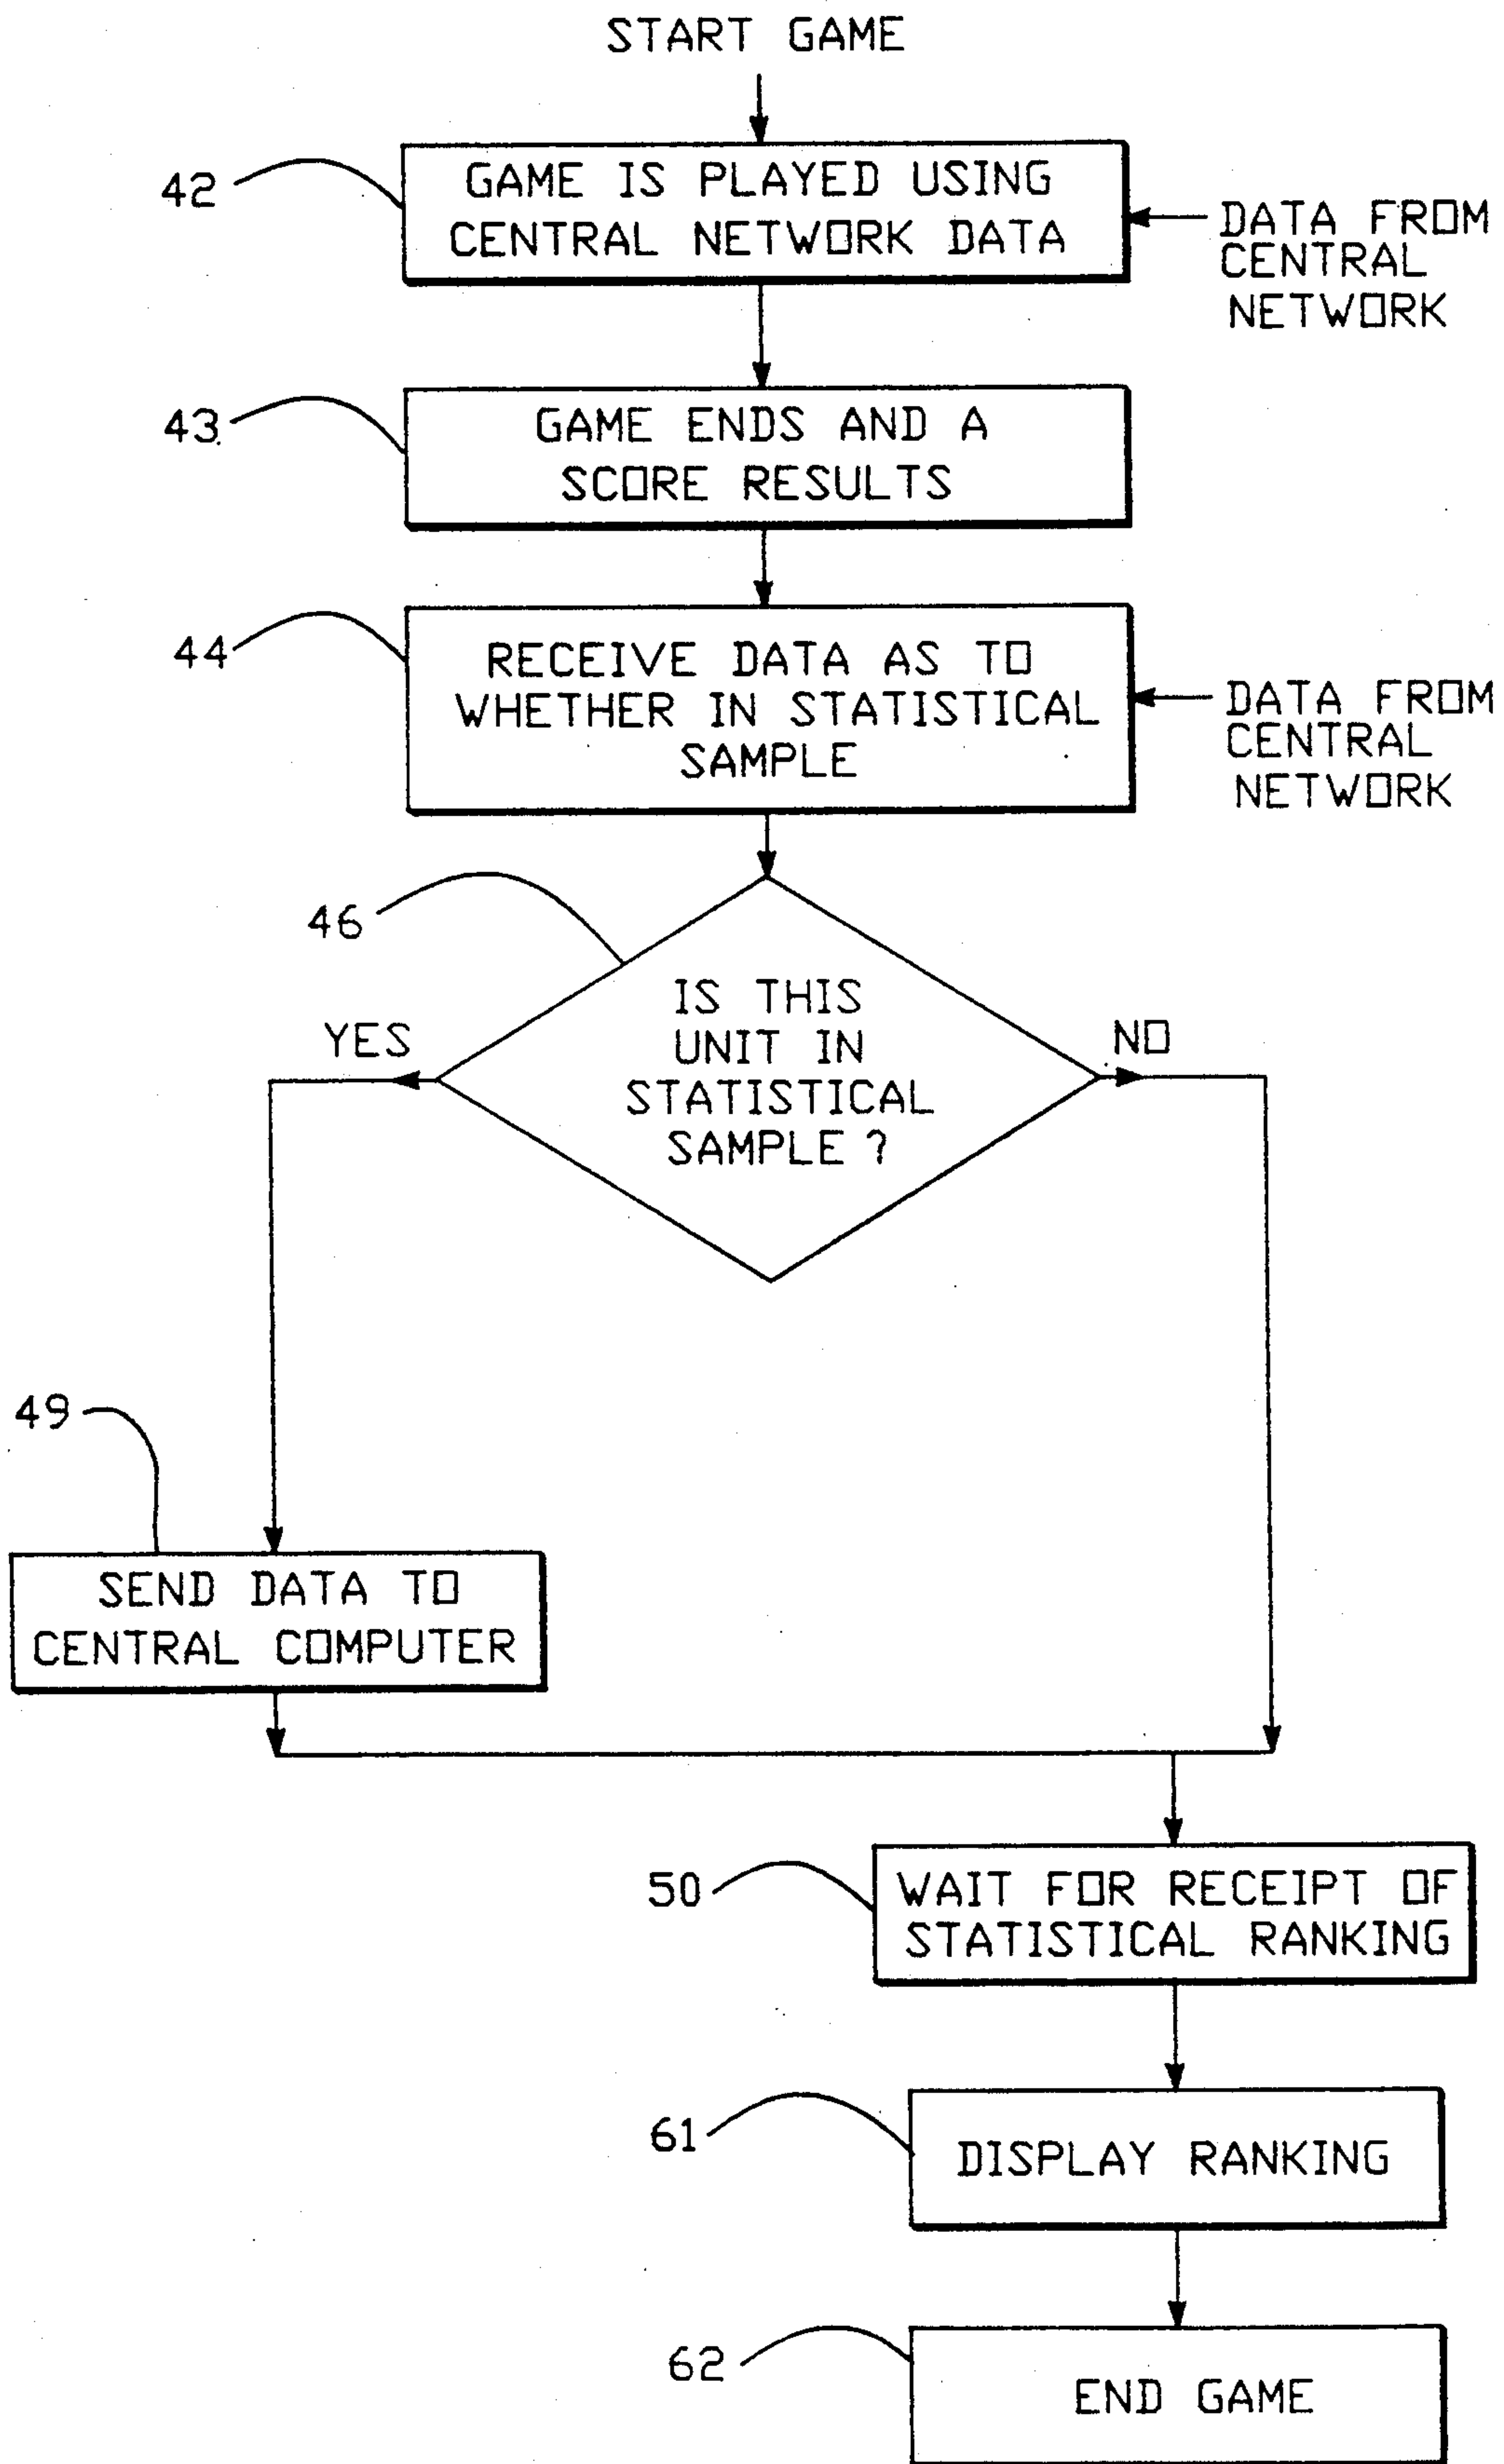 START GAME
42
GAME IS PLAYED USING
CENTRAL NETWORK DATA
DATA FROM
CENTRAL
NETWORK
43
GAME ENDS AND A
SCORE RESULTS
44
RECEIVE DATA AS TO
WHETHER IN STATISTICAL
SAMPLE
DATA FROM
CENTRAL
NETWORK
46
IS THIS
UNIT IN
STATISTICAL
SAMPLE ?
YES
NO
49
SEND DATA TO
CENTRAL COMPUTER
50
WAIT FOR RECEIPT OF
STATISTICAL RANKING
61
DISPLAY RANKING
62
END GAME